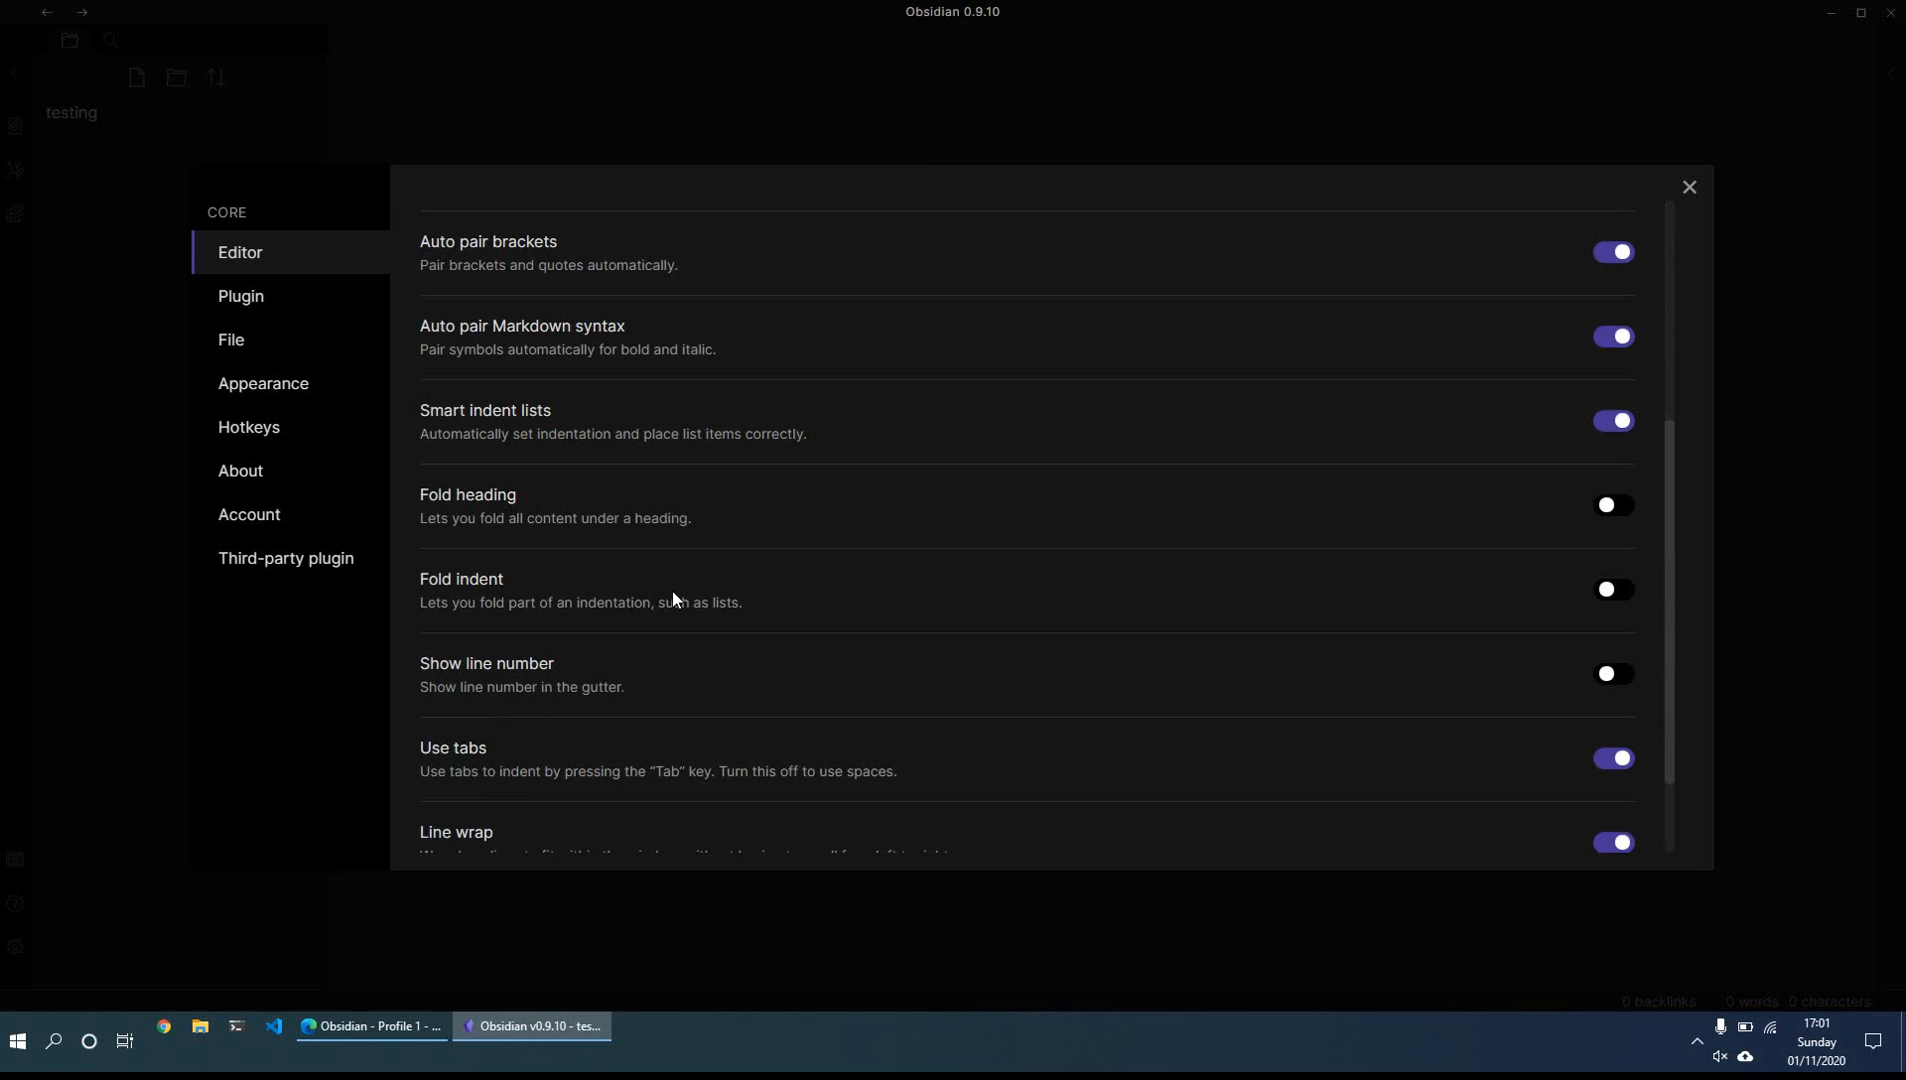 Obsidian 0.9.10
testing
CORE
Editor
Plugin
File
Appearance
Hotkeys
About
Account
Third-party plugin
Auto pair brackets
Pair brackets and quotes automatically.
Auto pair Markdown syntax
Pair symbols automatically for bold and italic.
Smart indent lists
Automatically set indentation and place list items correctly.
Fold heading
Lets you fold all content under a heading.
Fold indent
Lets you fold part of an indentation, such as lists.
Show line number
Show line number in the gutter.
Use tabs
Use tabs to indent by pressing the “Tab” key. Turn this off to use spaces.
Line wrap
0 backlinks 0 words 0 characters
Obsidian - Profile 1 - ...
Obsidian v0.9.10 - tes...
17:01
Sunday
01/11/2020